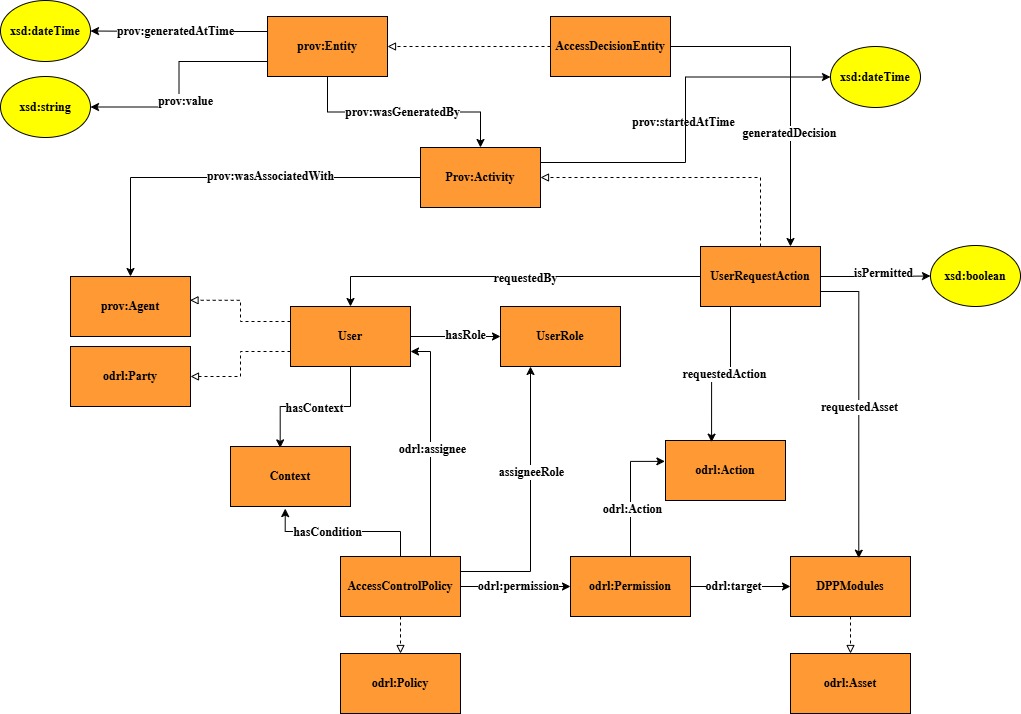 xsd:dateTime
prov:generatedAtTime
prov:Entity
AccessDecisionEntity
xsd:dateTime
xsd:string
prov:value
prov:wasGeneratedBy
prov:startedAtTime
generatedDecision
Prov:Activity
prov:wasAssociatedWith
prov:Agent
requestedBy
UserRequestAction
isPermitted
xsd:boolean
User
hasRole
UserRole
odrl:Party
requestedAction
hasContext
requestedAsset
odrl:assignee
assigneeRole
Context
odrl:Action
odrl:Action
hasCondition
AccessControlPolicy
odrl:permission
odrl:Permission
odrl:target
DPPModules
odrl:Policy
odrl:Asset